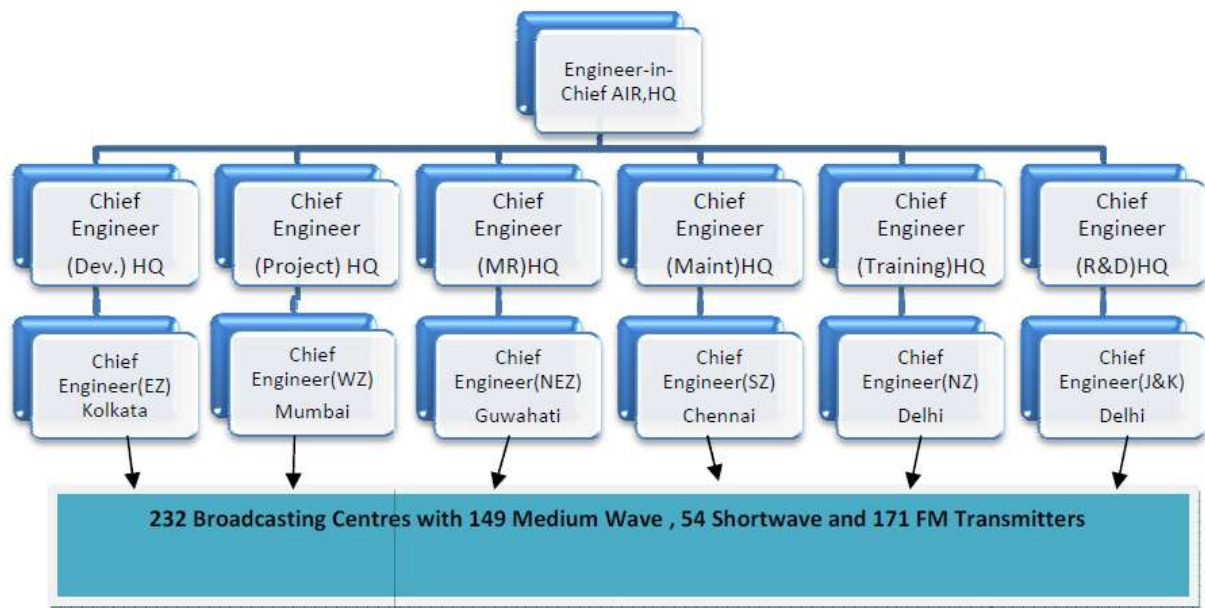 Engineer-in-
Chief AIR,HQ
Chief
Engineer
(Dev.) HQ
Chief
Engineer
(Project) HQ
Chief
Engineer
(MR)HQ
Chief
Engineer
(Maint)HQ
Chief
Engineer
(Training)HQ
Chief
Engineer
(R&D)HQ
Chief
Engineer(EZ)
Kolkata
Chief
Engineer(WZ)
Mumbai
Chief
Engineer(NEZ)
Guwahati
Chief
Engineer(SZ)
Chennai
Chief
Engineer(NZ)
Delhi
Chief
Engineer(J&K)
Delhi
232 Broadcasting Centres with 149 Medium Wave , 54 Shortwave and 171 FM Transmitters